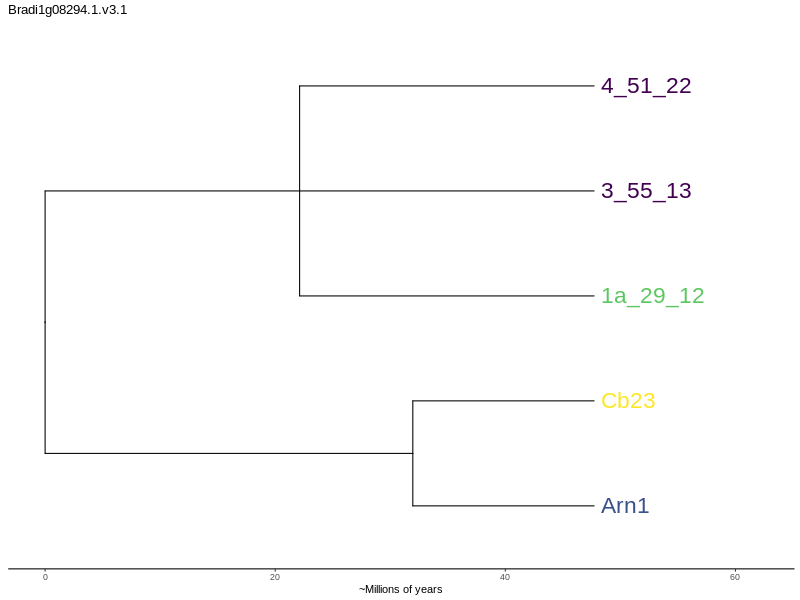 Bradi1g08294.1.v3.1
4_51_22
3_55_13
1a_29_12
Cb23
Arn1
0 20 40 60
~Millions of years